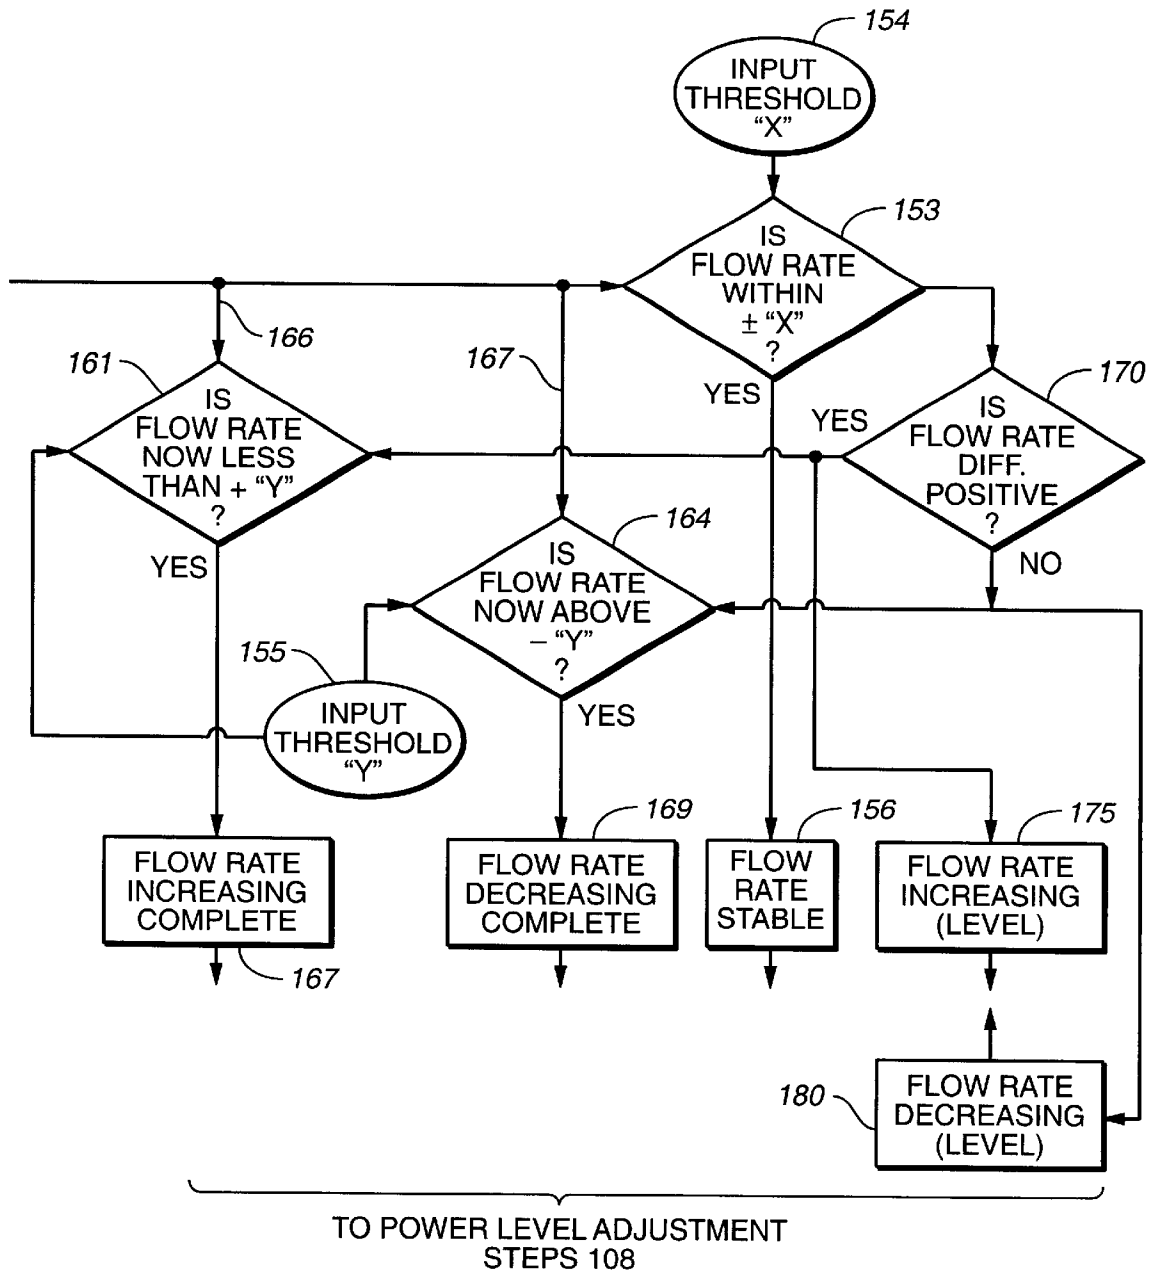 154
INPUT
THRESHOLD
“X”
153
IS
FLOW RATE
WITHIN
± “X”
?
YES
166
161
IS
FLOW RATE
NOW LESS
THAN + “Y”
?
YES
167
170
IS
FLOW RATE
DIFF.
POSITIVE
?
YES
NO
164
IS
FLOW RATE
NOW ABOVE
– “Y”
?
YES
155
INPUT
THRESHOLD
“Y”
FLOW RATE
INCREASING
COMPLETE
167
169
FLOW RATE
DECREASING
COMPLETE
156
FLOW
RATE
STABLE
175
FLOW RATE
INCREASING
(LEVEL)
180
FLOW RATE
DECREASING
(LEVEL)
TO POWER LEVEL ADJUSTMENT
STEPS 108